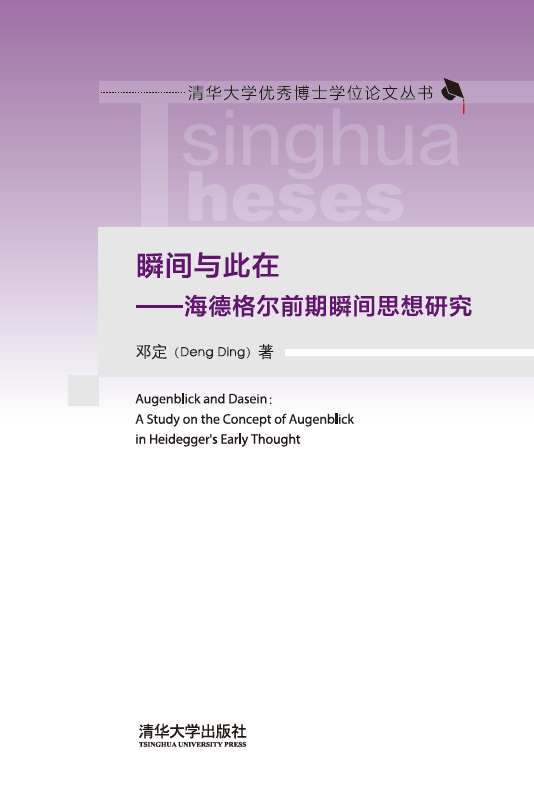 清华大学优秀博士学位论文丛书
Tsinghua
Theses
瞬间与此在
——海德格尔前期瞬间思想研究
邓定（Deng Ding）著
Augenblick and Dasein:
A Study on the Concept of Augenblick
in Heidegger's Early Thought
清华大学出版社
TSINGHUA UNIVERSITY PRESS